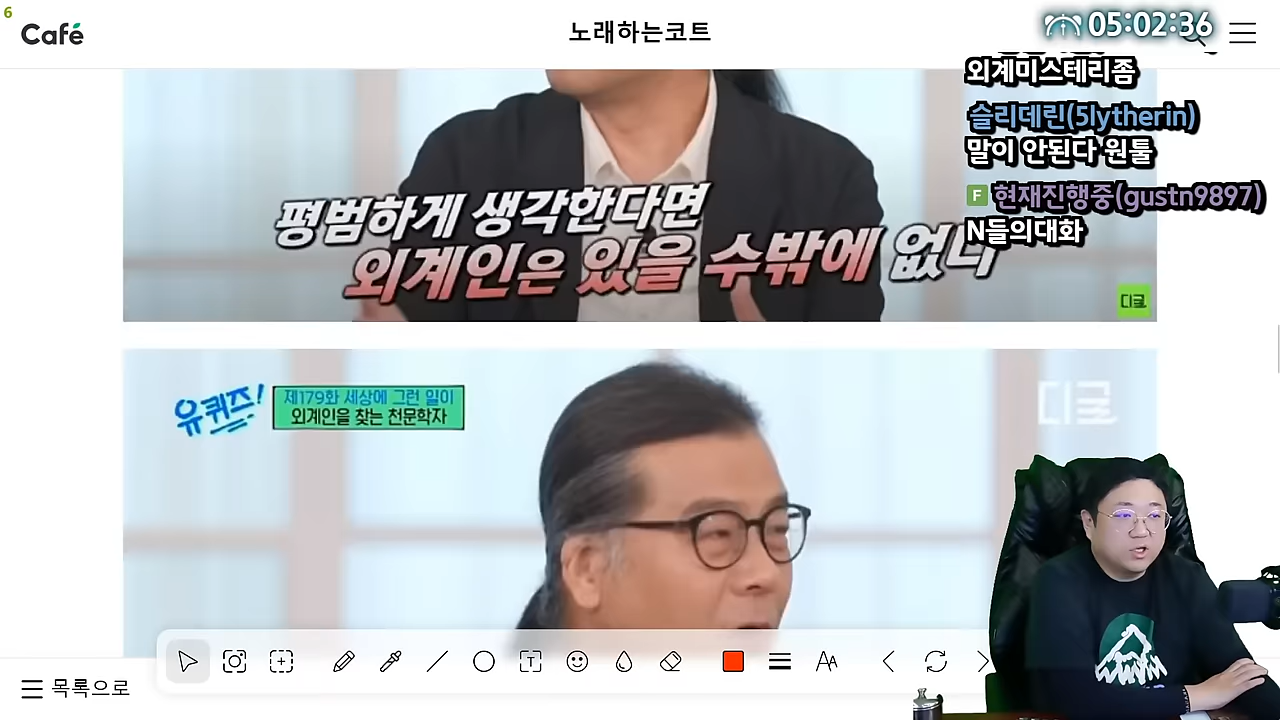 6
Café
노래하는코트
05:02:36
외계미스테리좀
슬리데린(5lytherin)
말이 안된다 원툴
F 현재진행중(gustn9897)
N들의대화
평범하게 생각한다면
외계인은 있을 수밖에 없
디글
유퀴즈!
제179화 세상에 그런 일이
외계인을 찾는 천문학자
디글
T
AA
목록으로